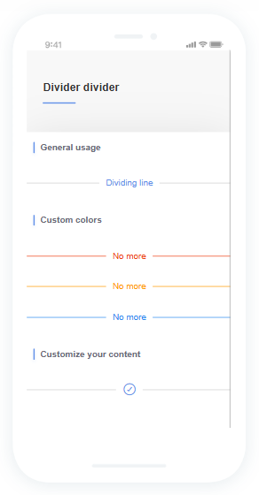 9:41
Divider divider
General usage
Dividing line
Custom colors
No more
No more
No more
Customize your content